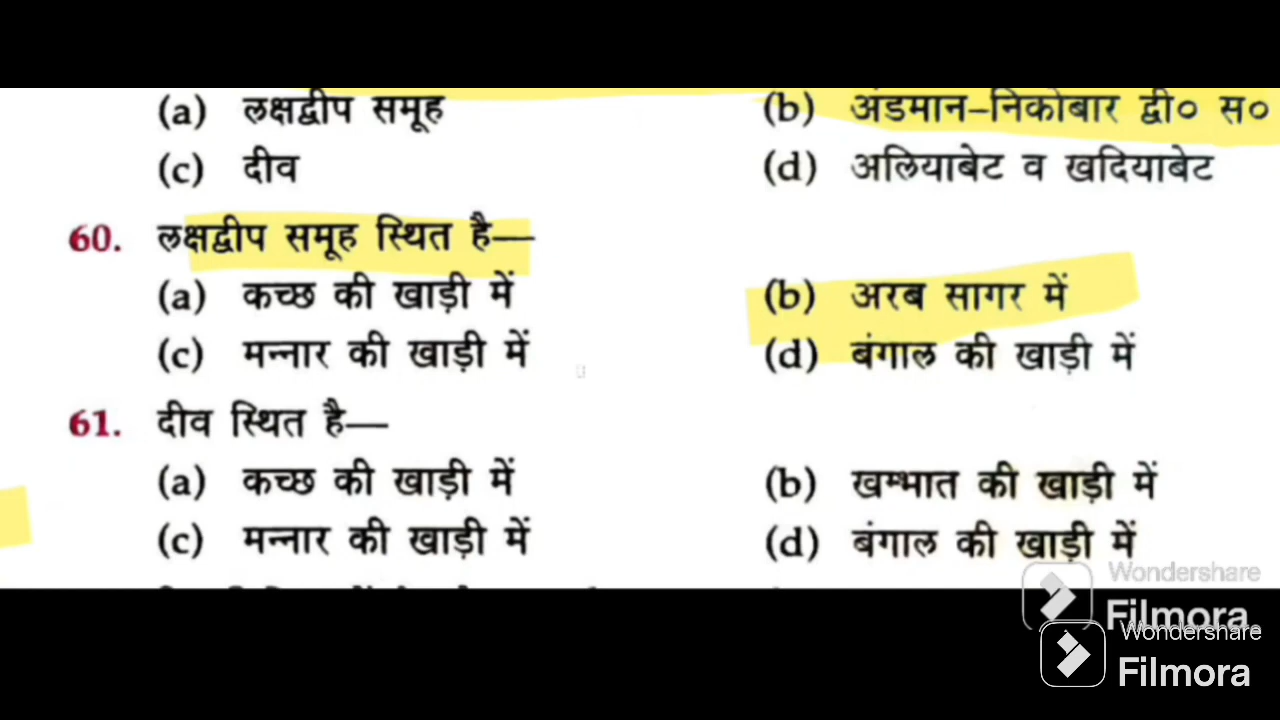 (a) लक्षद्वीप समूह (b) अंडमान–निकोबार द्वी० स०
(c) दीव (d) अलियाबेट व खदियाबेट
60. लक्षद्वीप समूह स्थित है—
(a) कच्छ की खाड़ी में (b) अरब सागर में
(c) मन्नार की खाड़ी में (d) बंगाल की खाड़ी में
61. दीव स्थित है—
(a) कच्छ की खाड़ी में (b) खम्भात की खाड़ी में
(c) मन्नार की खाड़ी में (d) बंगाल की खाड़ी में
Wondershare
Filmora
Wondershare
Filmora